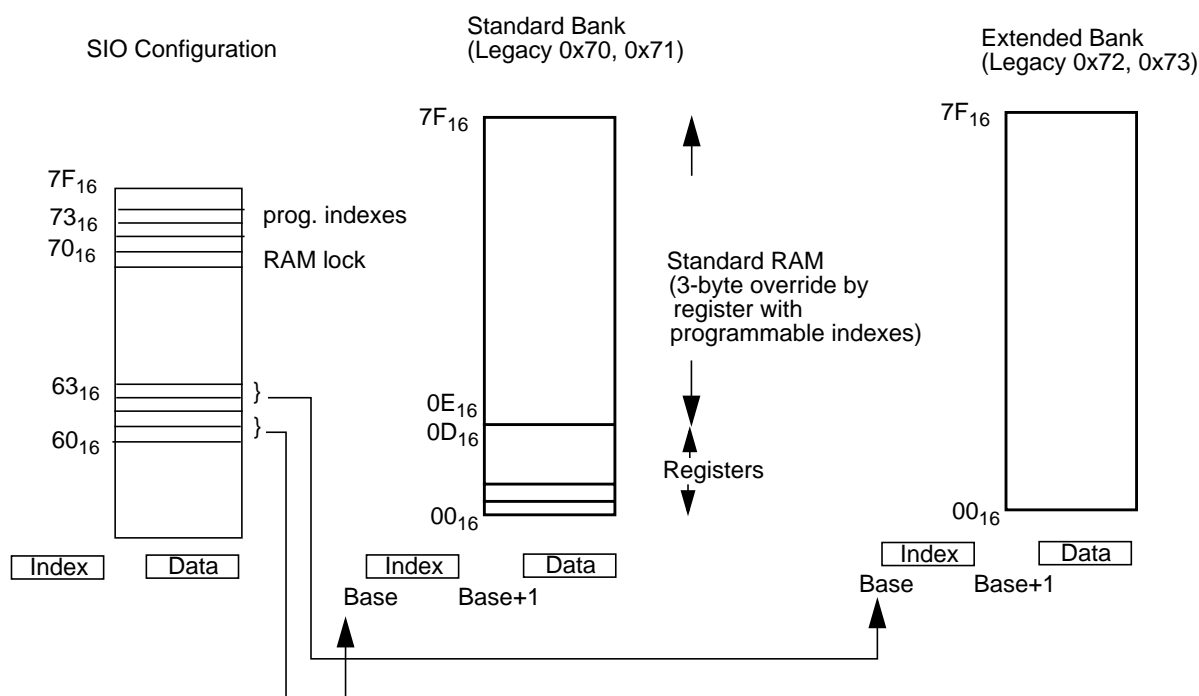 SIO Configuration
Standard Bank
(Legacy 0x70, 0x71)
Extended Bank
(Legacy 0x72, 0x73)
7F₁₆
73₁₆
70₁₆
63₁₆
60₁₆
prog. indexes
RAM lock
}
}
7F₁₆
0E₁₆
0D₁₆
00₁₆
Standard RAM
(3-byte override by
register with
programmable indexes)
Registers
7F₁₆
00₁₆
Index
Data
Index
Data
Base
Base+1
Index
Data
Base
Base+1